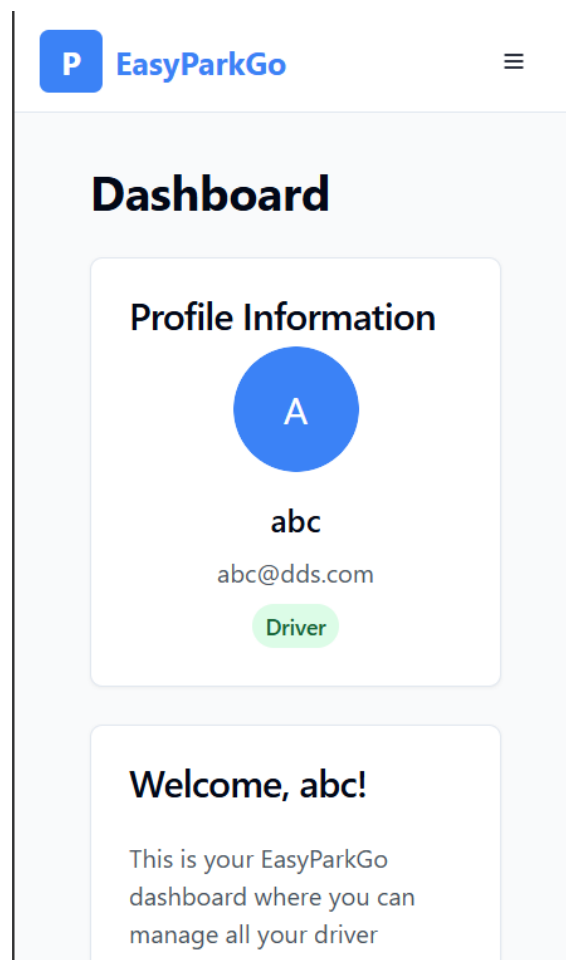 P
EasyParkGo
Dashboard
Profile Information
A
abc
abc@dds.com
Driver
Welcome, abc!
This is your EasyParkGo
dashboard where you can
manage all your driver